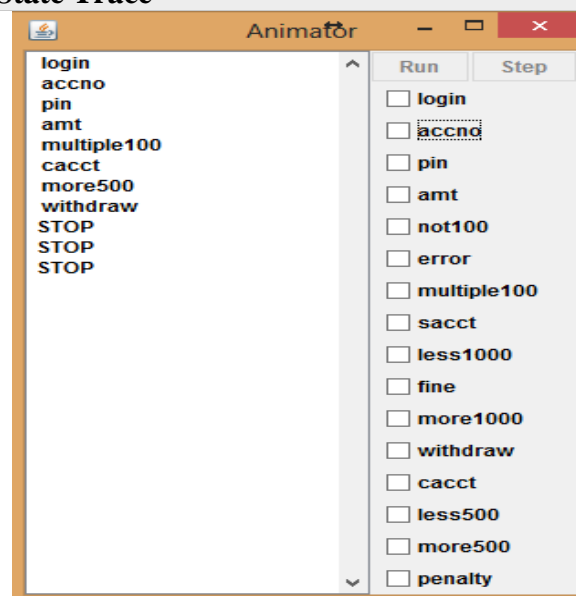 State Trace
Animator
login
accno
pin
amt
multiple100
cacct
more500
withdraw
STOP
STOP
STOP
Run Step
login
accno
pin
amt
not100
error
multiple100
sacct
less1000
fine
more1000
withdraw
cacct
less500
more500
penalty